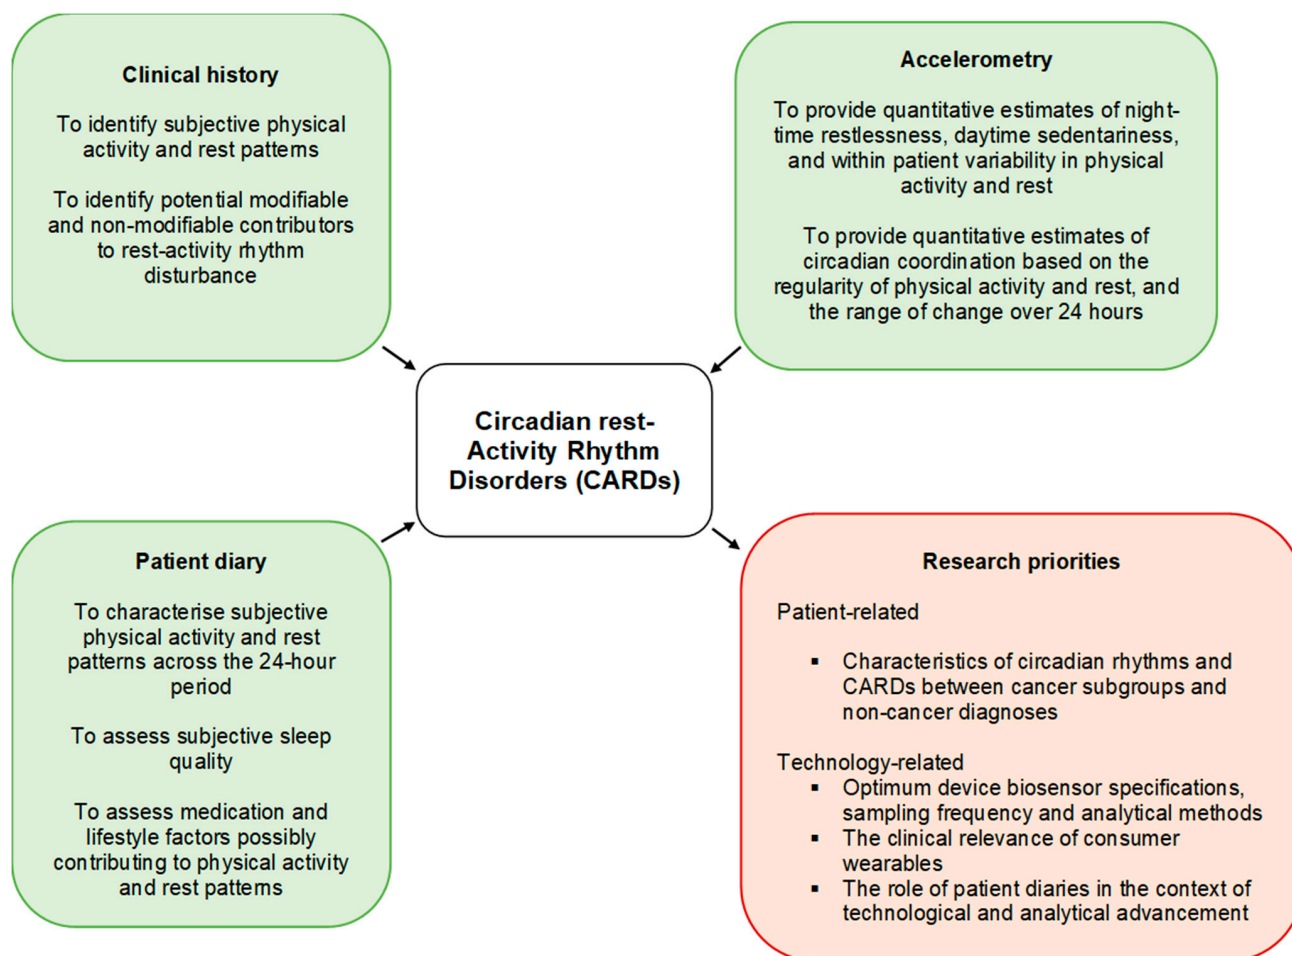 Clinical history
To identify subjective physical
activity and rest patterns
To identify potential modifiable
and non-modifiable contributors
to rest-activity rhythm
disturbance
Accelerometry
To provide quantitative estimates of night-
time restlessness, daytime sedentariness,
and within patient variability in physical
activity and rest
To provide quantitative estimates of
circadian coordination based on the
regularity of physical activity and rest, and
the range of change over 24 hours
Circadian rest-
Activity Rhythm
Disorders (CARDs)
Patient diary
To characterise subjective
physical activity and rest
patterns across the 24-hour
period
To assess subjective sleep
quality
To assess medication and
lifestyle factors possibly
contributing to physical activity
and rest patterns
Research priorities
Patient-related
▪ Characteristics of circadian rhythms and
CARDs between cancer subgroups and
non-cancer diagnoses
Technology-related
▪ Optimum device biosensor specifications,
sampling frequency and analytical methods
▪ The clinical relevance of consumer
wearables
▪ The role of patient diaries in the context of
technological and analytical advancement